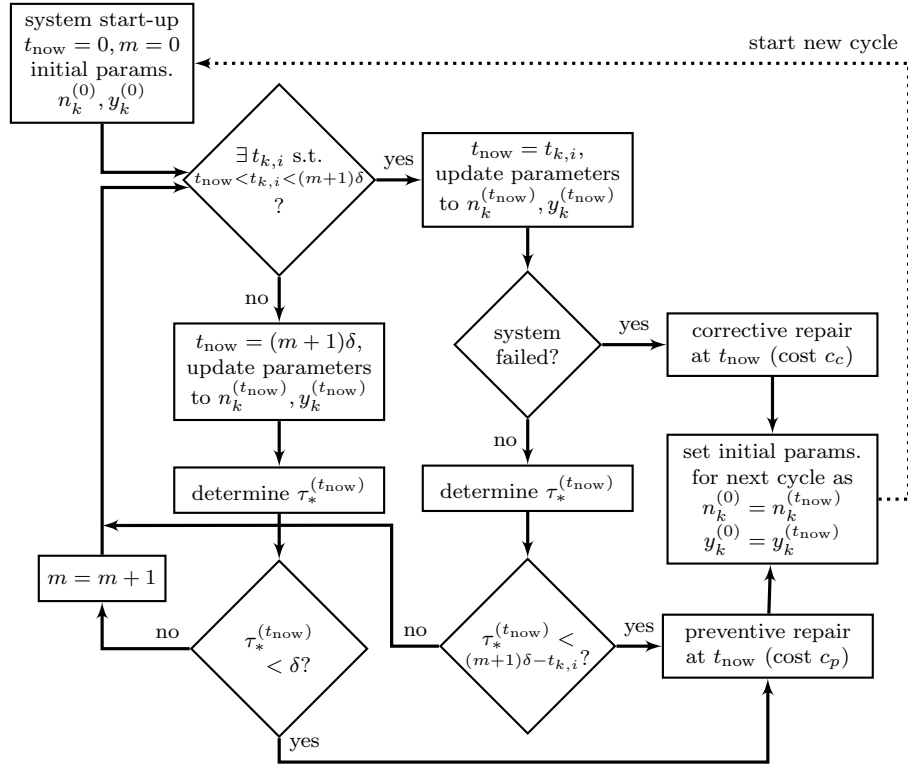 system start-up
t_now = 0, m = 0
initial params.
n_k^(0), y_k^(0)
start new cycle
∃ t_{k,i} s.t.
t_now < t_{k,i} < (m+1)δ
?
yes
t_now = t_{k,i},
update parameters
to n_k^(t_now), y_k^(t_now)
no
t_now = (m + 1)δ,
update parameters
to n_k^(t_now), y_k^(t_now)
system
failed?
yes
corrective repair
at t_now (cost c_c)
no
determine τ_*^(t_now)
determine τ_*^(t_now)
set initial params.
for next cycle as
n_k^(0) = n_k^(t_now)
y_k^(0) = y_k^(t_now)
m = m + 1
no
τ_*^(t_now)
< δ?
no
τ_*^(t_now) <
(m+1)δ−t_{k,i}?
yes
preventive repair
at t_now (cost c_p)
yes